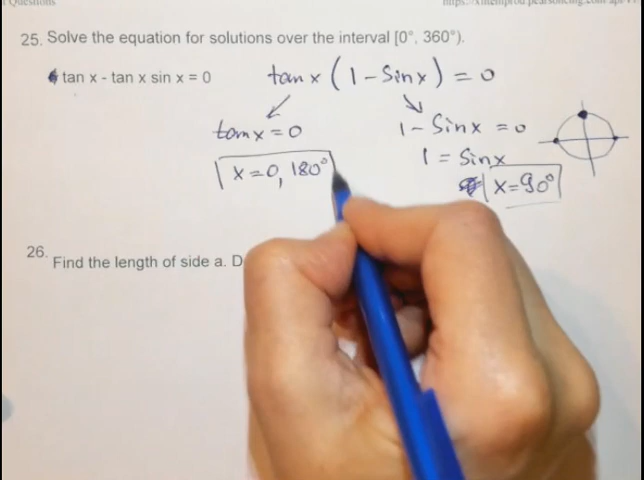 Questions
25. Solve the equation for solutions over the interval [0°, 360°).
tan x - tan x sin x = 0
tan x (1 - Sin x) = 0
tan x = 0
1 - Sin x = 0
x = 0, 180°
1 = Sin x
x = 90°
26. Find the length of side a. D